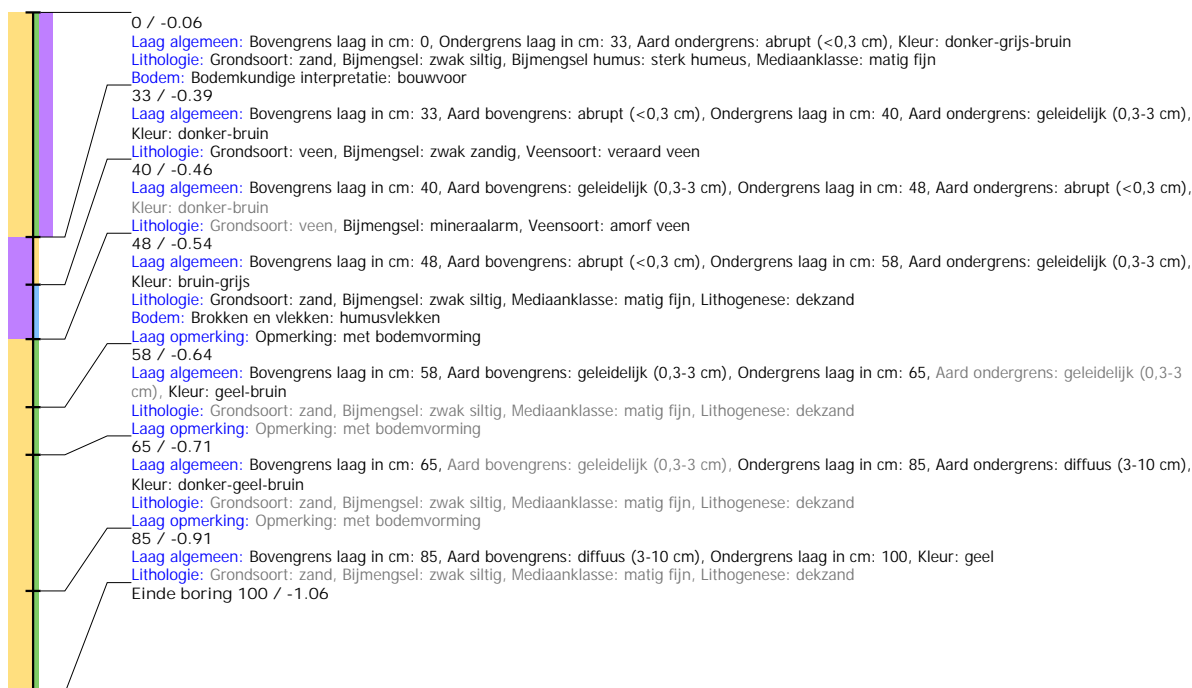 0 / -0.06
Laag algemeen: Bovengrens laag in cm: 0, Ondergrens laag in cm: 33, Aard ondergrens: abrupt (<0,3 cm), Kleur: donker-grijs-bruin
Lithologie: Grondsoort: zand, Bijmengsel: zwak siltig, Bijmengsel humus: sterk humeus, Mediaanklasse: matig fijn
Bodem: Bodemkundige interpretatie: bouwvoor
33 / -0.39
Laag algemeen: Bovengrens laag in cm: 33, Aard bovengrens: abrupt (<0,3 cm), Ondergrens laag in cm: 40, Aard ondergrens: geleidelijk (0,3-3 cm),
Kleur: donker-bruin
Lithologie: Grondsoort: veen, Bijmengsel: zwak zandig, Veensoort: veraard veen
40 / -0.46
Laag algemeen: Bovengrens laag in cm: 40, Aard bovengrens: geleidelijk (0,3-3 cm), Ondergrens laag in cm: 48, Aard ondergrens: abrupt (<0,3 cm),
Kleur: donker-bruin
Lithologie: Grondsoort: veen, Bijmengsel: mineraalarm, Veensoort: amorf veen
48 / -0.54
Laag algemeen: Bovengrens laag in cm: 48, Aard bovengrens: abrupt (<0,3 cm), Ondergrens laag in cm: 58, Aard ondergrens: geleidelijk (0,3-3 cm),
Kleur: bruin-grijs
Lithologie: Grondsoort: zand, Bijmengsel: zwak siltig, Mediaanklasse: matig fijn, Lithogenese: dekzand
Bodem: Brokken en vlekken: humusvlekken
Laag opmerking: Opmerking: met bodemvorming
58 / -0.64
Laag algemeen: Bovengrens laag in cm: 58, Aard bovengrens: geleidelijk (0,3-3 cm), Ondergrens laag in cm: 65, Aard ondergrens: geleidelijk (0,3-3
cm), Kleur: geel-bruin
Lithologie: Grondsoort: zand, Bijmengsel: zwak siltig, Mediaanklasse: matig fijn, Lithogenese: dekzand
Laag opmerking: Opmerking: met bodemvorming
65 / -0.71
Laag algemeen: Bovengrens laag in cm: 65, Aard bovengrens: geleidelijk (0,3-3 cm), Ondergrens laag in cm: 85, Aard ondergrens: diffuus (3-10 cm),
Kleur: donker-geel-bruin
Lithologie: Grondsoort: zand, Bijmengsel: zwak siltig, Mediaanklasse: matig fijn, Lithogenese: dekzand
Laag opmerking: Opmerking: met bodemvorming
85 / -0.91
Laag algemeen: Bovengrens laag in cm: 85, Aard bovengrens: diffuus (3-10 cm), Ondergrens laag in cm: 100, Kleur: geel
Lithologie: Grondsoort: zand, Bijmengsel: zwak siltig, Mediaanklasse: matig fijn, Lithogenese: dekzand
Einde boring 100 / -1.06